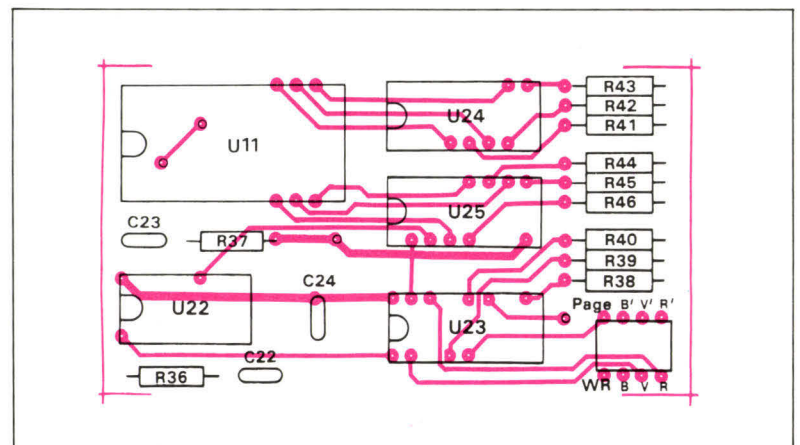 R43
U24
R42
R41
U11
R44
R45
U25
R46
C23
R37
R40
R39
C24
R38
U22
U23
Page B' V' R'
C22
R36
WR B V R